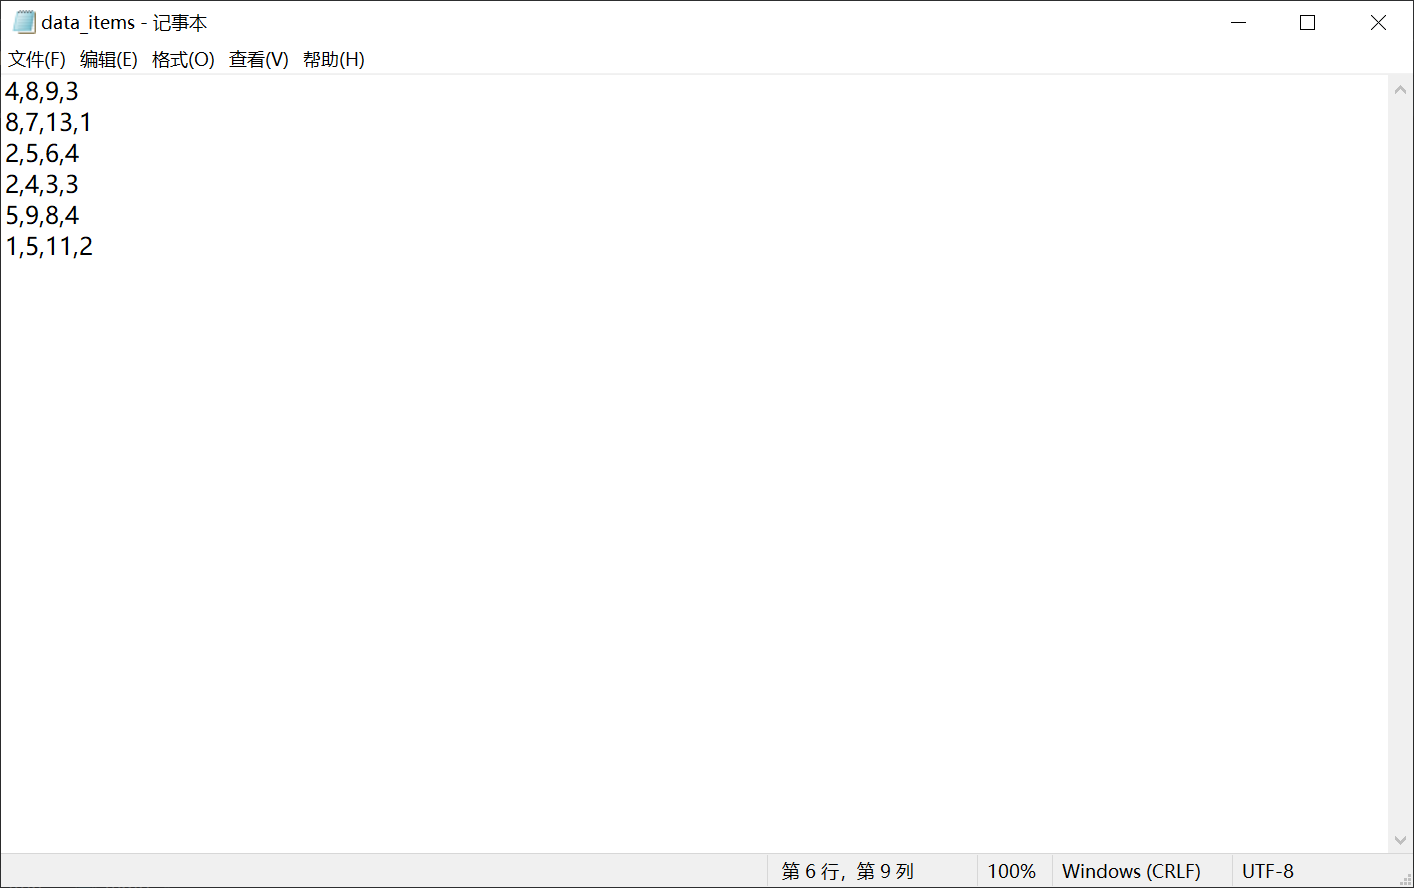 data_items - 记事本
文件(F) 编辑(E) 格式(O) 查看(V) 帮助(H)
4,8,9,3
8,7,13,1
2,5,6,4
2,4,3,3
5,9,8,4
1,5,11,2
第 6 行，第 9 列 100% Windows (CRLF) UTF-8